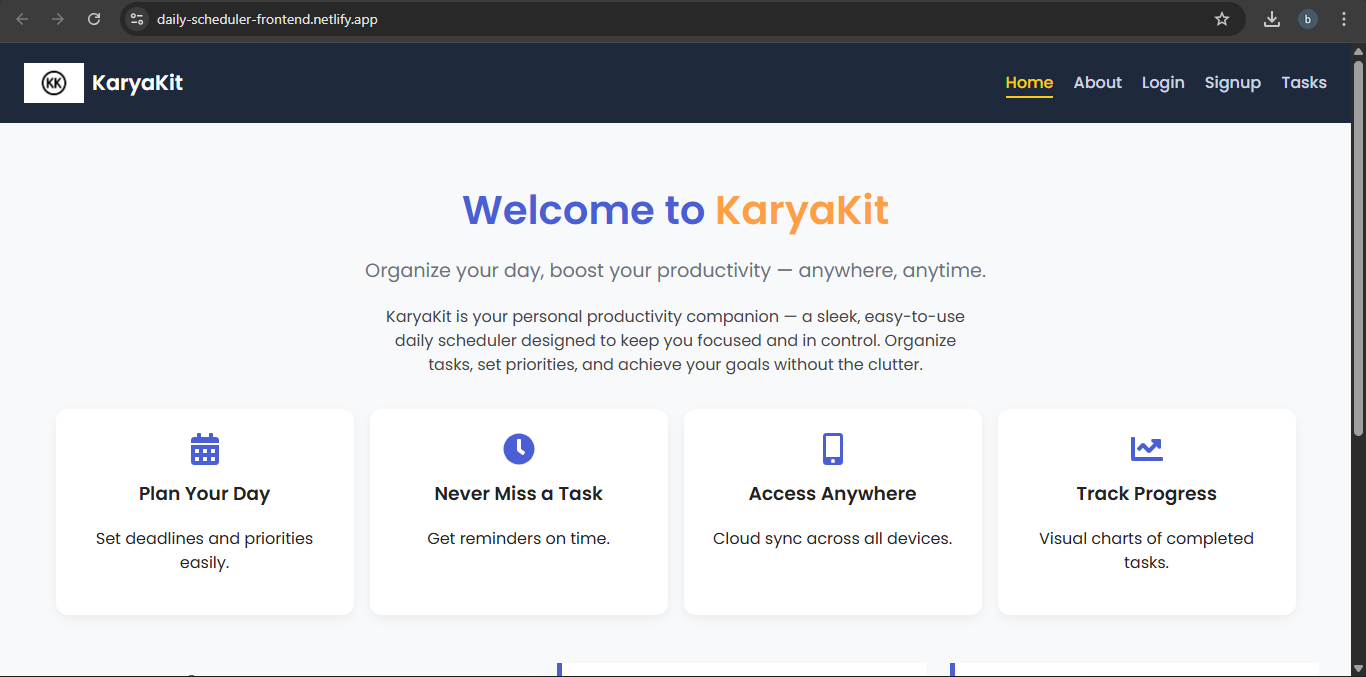 daily-scheduler-frontend.netlify.app
b
KK
KaryaKit
Home
About
Login
Signup
Tasks
Welcome to KaryaKit
Organize your day, boost your productivity — anywhere, anytime.
KaryaKit is your personal productivity companion — a sleek, easy-to-use
daily scheduler designed to keep you focused and in control. Organize
tasks, set priorities, and achieve your goals without the clutter.
Plan Your Day
Set deadlines and priorities
easily.
Never Miss a Task
Get reminders on time.
Access Anywhere
Cloud sync across all devices.
Track Progress
Visual charts of completed
tasks.